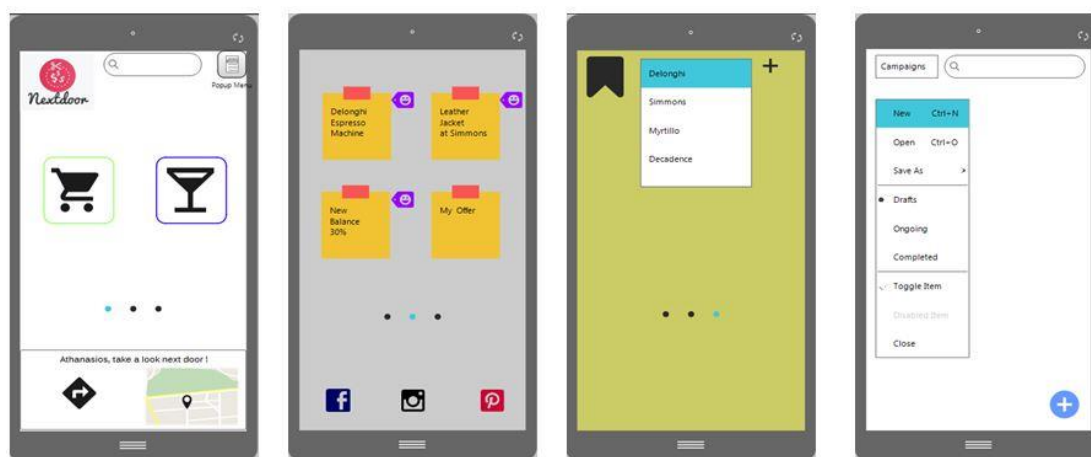 $ $ $
Nextdoor
Popup Menu
Athanasios, take a look next door !
Delonghi
Espresso
Machine
Leather
Jacket
at Simmons
New
Balance
30%
My Offer
Delonghi
Simmons
Myrtillo
Decadence
Campaigns
New Ctrl+N
Open Ctrl+O
Save As >
Drafts
Ongoing
Completed
Toggle Item
Disabled Item
Close